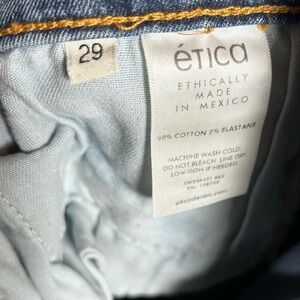 29
ética
ETHICALLY
MADE
IN MEXICO
98% COTTON 2% ELASTANE
MACHINE WASH COLD.
DO NOT BLEACH. LINE DRY.
LOW IRON IF NEEDED.
eticadenim.com